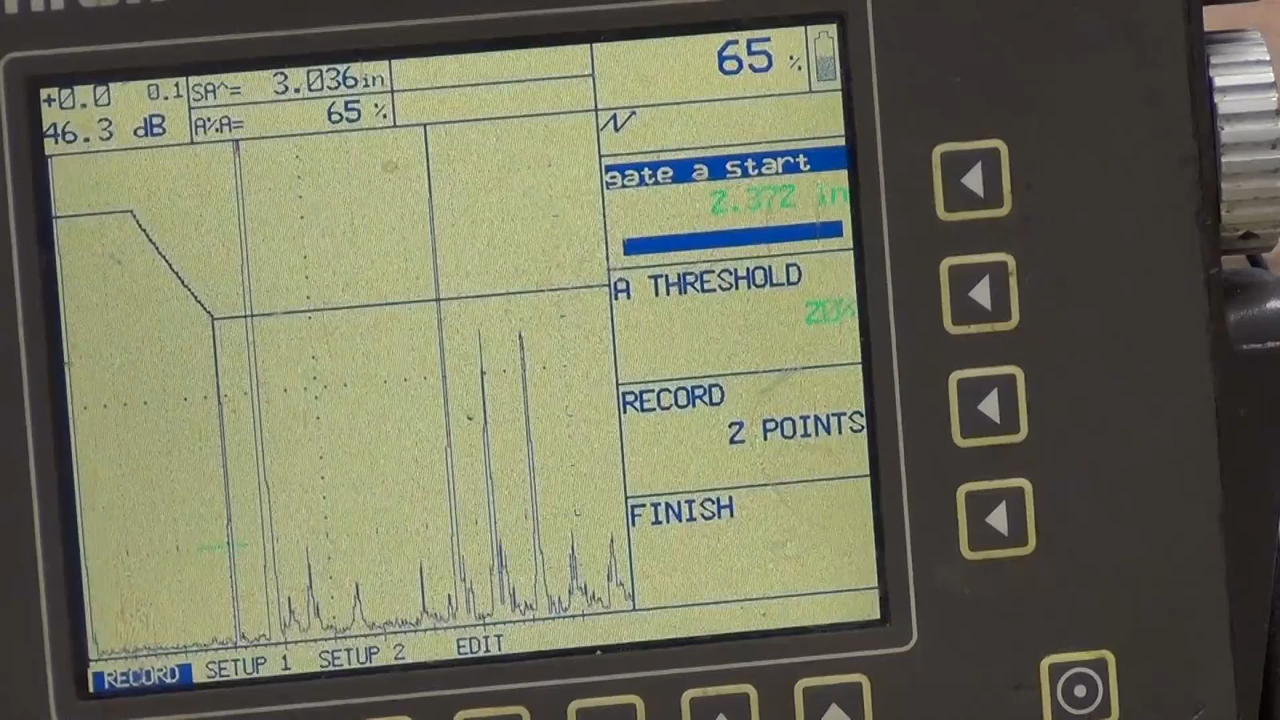 +0.0 0.1 SA^= 3.036in 65 %
46.3 dB A%A= 65 %
gate a start
2.372 in
A THRESHOLD
20%
RECORD
2 POINTS
FINISH
RECORD SETUP 1 SETUP 2 EDIT